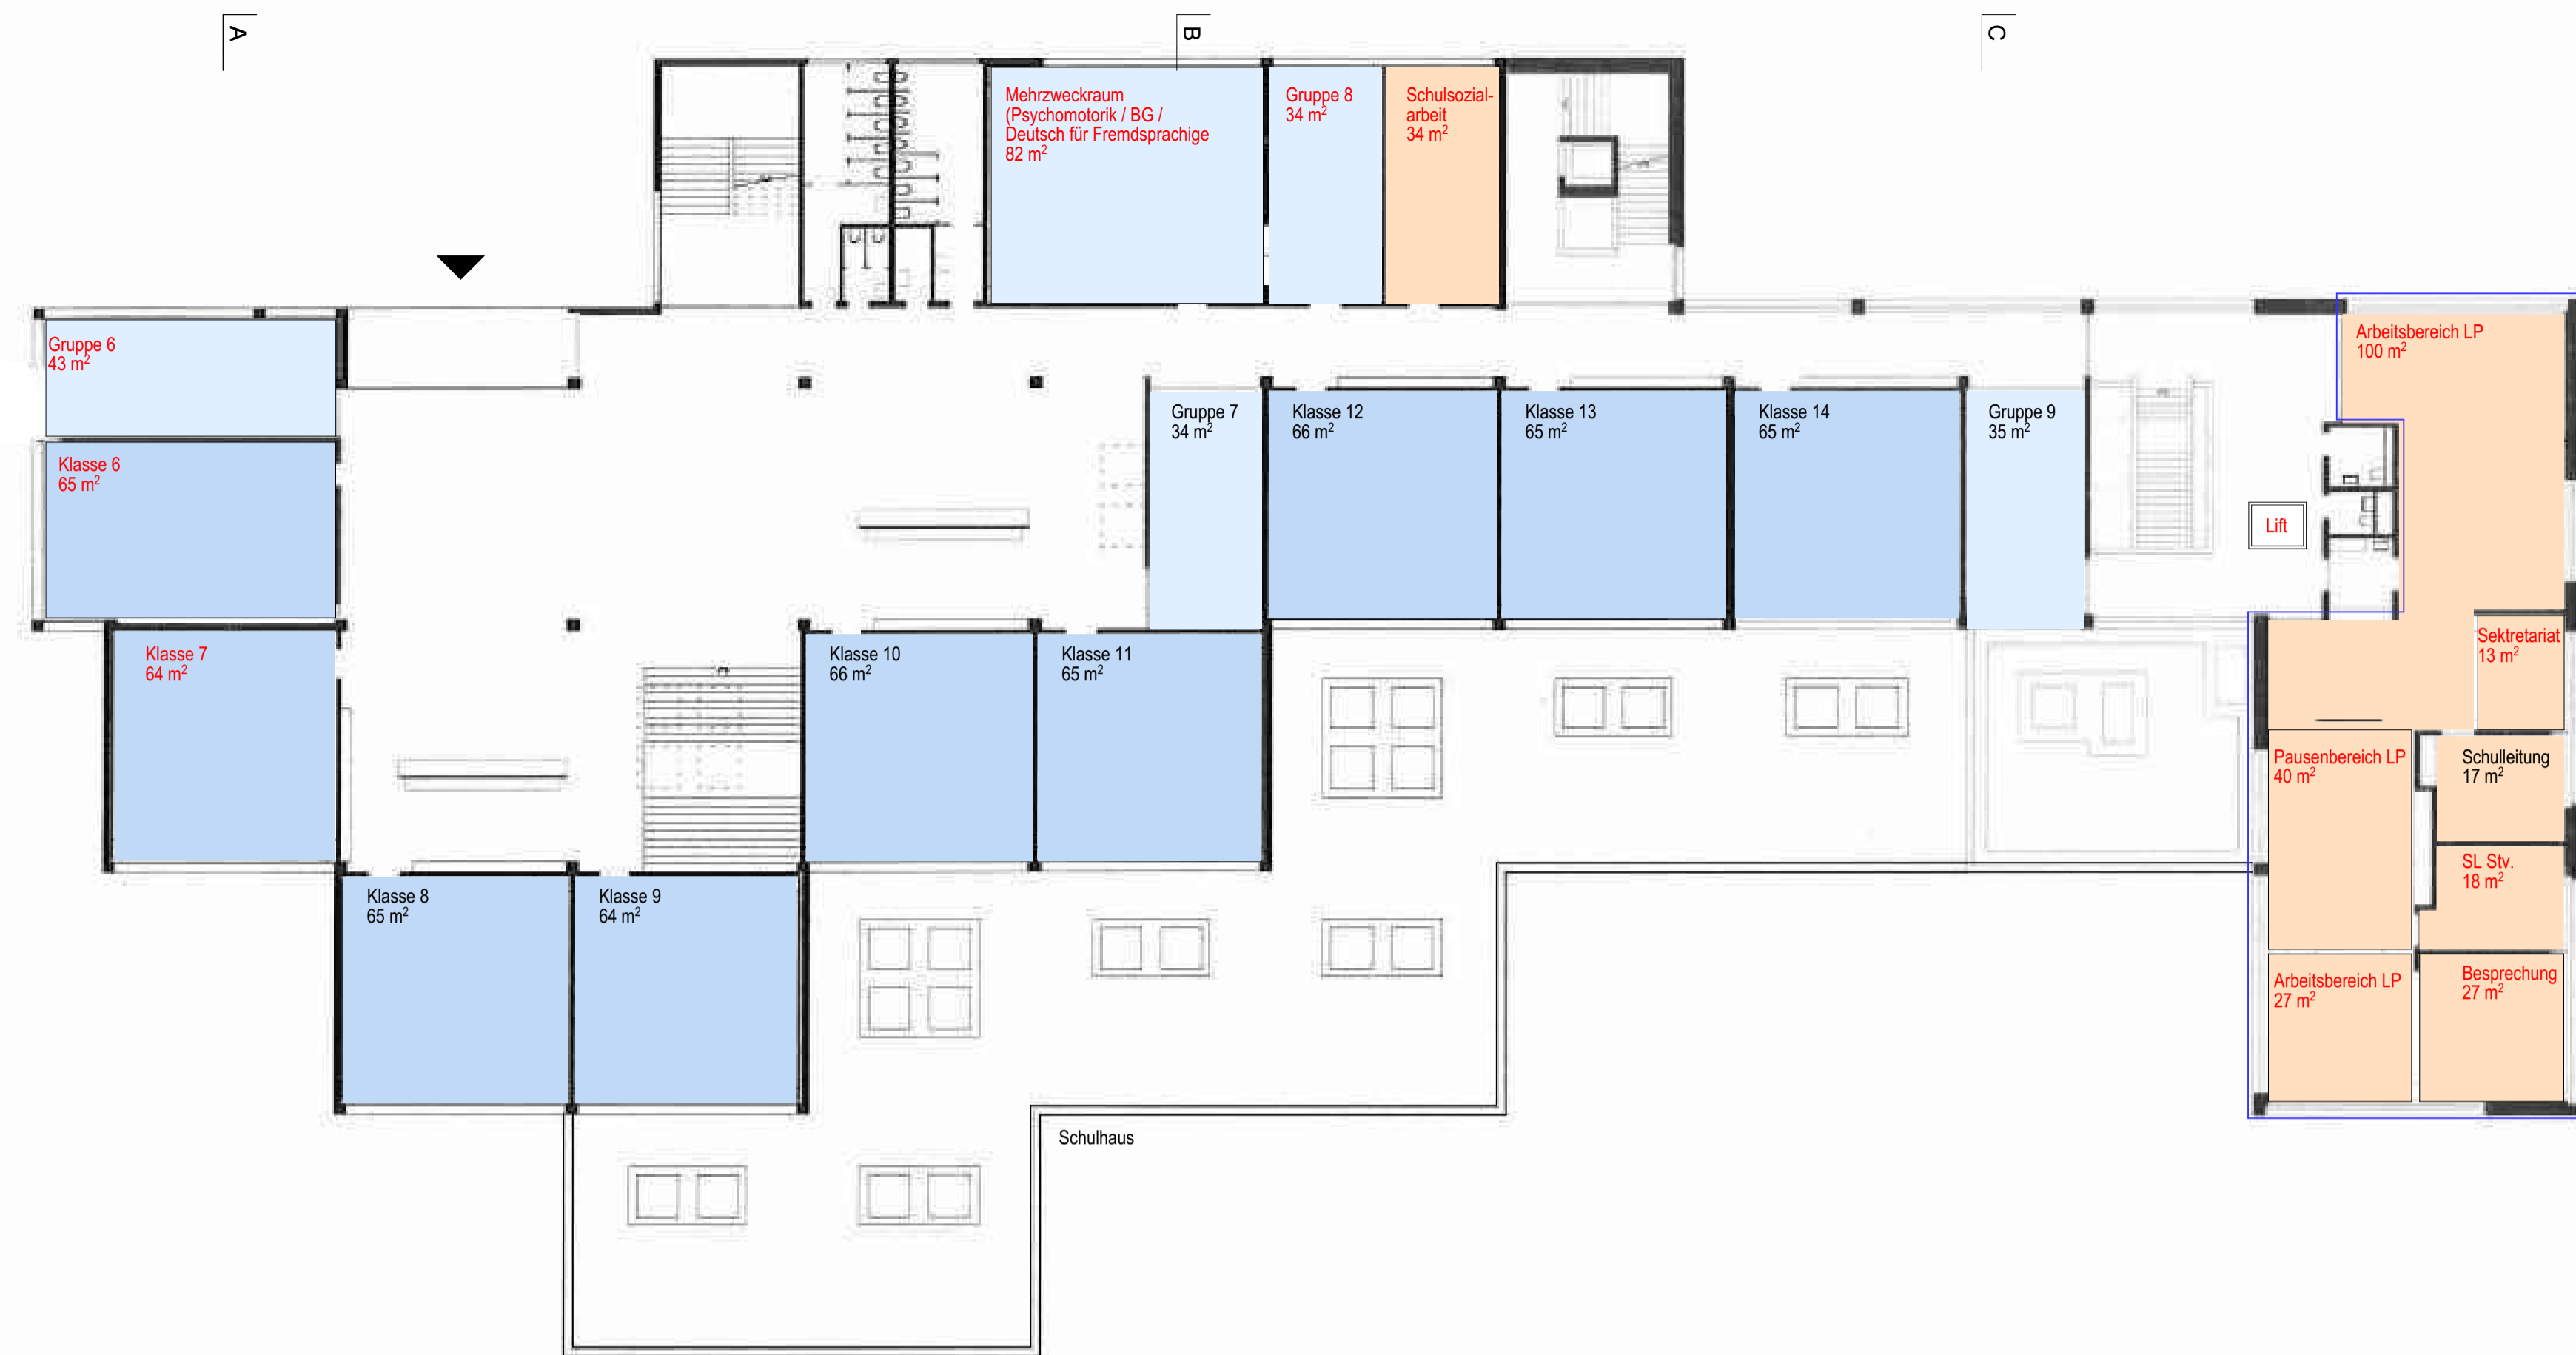 A
B
C
Mehrzweckraum
(Psychomotorik / BG /
Deutsch für Fremdsprachige
82 m²
Gruppe 8
34 m²
Schulsozial-
arbeit
34 m²
Gruppe 6
43 m²
Arbeitsbereich LP
100 m²
Gruppe 7
34 m²
Klasse 12
66 m²
Klasse 13
65 m²
Klasse 14
65 m²
Gruppe 9
35 m²
Klasse 6
65 m²
Lift
Klasse 7
64 m²
Klasse 10
66 m²
Klasse 11
65 m²
Sektretariat
13 m²
Pausenbereich LP
40 m²
Schulleitung
17 m²
SL Stv.
18 m²
Klasse 8
65 m²
Klasse 9
64 m²
Arbeitsbereich LP
27 m²
Besprechung
27 m²
Schulhaus